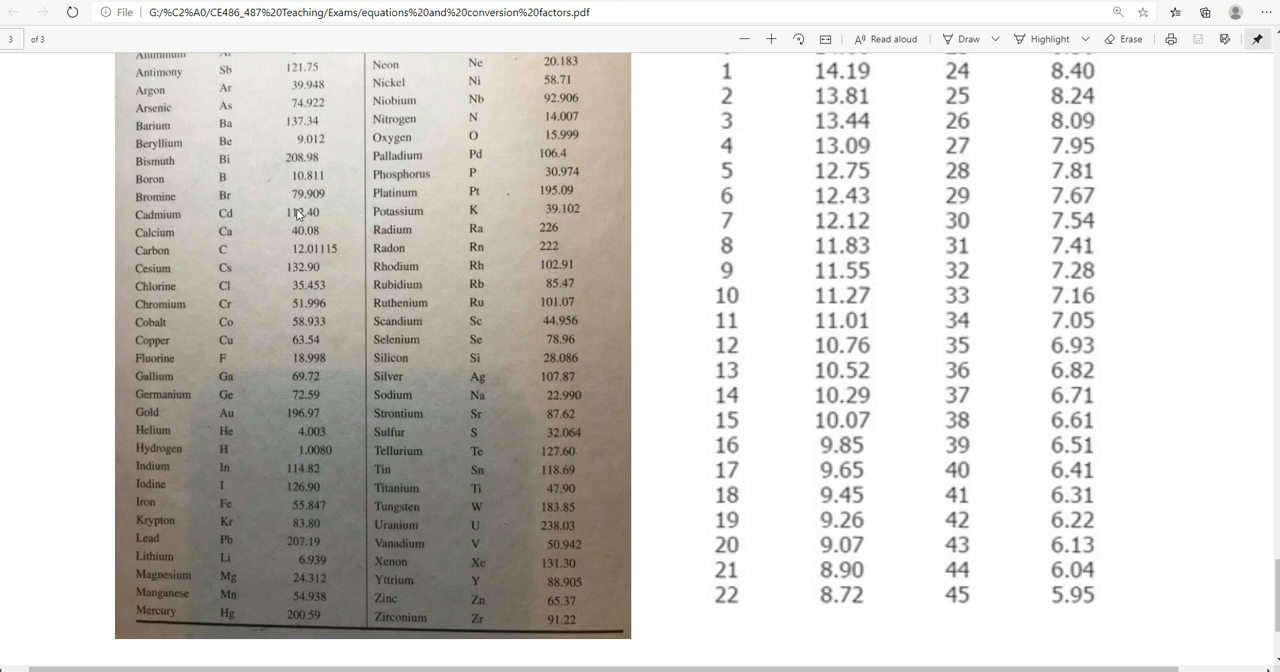 File G:/%C2%A0/CE486_487%20Teaching/Exams/equations%20and%20conversion%20factors.pdf
3 of 3 Read aloud Draw Highlight Erase
Antimony Sb 121.75 Neon Ne 20.183
Argon Ar 39.948 Nickel Ni 58.71
Arsenic As 74.922 Niobium Nb 92.906
Barium Ba 137.34 Nitrogen N 14.007
Beryllium Be 9.012 Oxygen O 15.999
Bismuth Bi 208.98 Palladium Pd 106.4
Boron B 10.811 Phosphorus P 30.974
Bromine Br 79.909 Platinum Pt 195.09
Cadmium Cd Potassium K 39.102
Calcium Ca 40.08 Radium Ra 226
Carbon C 12.01115 Radon Rn 222
Cesium Cs 132.90 Rhodium Rh 102.91
Chlorine Cl 35.453 Rubidium Rb 85.47
Chromium Cr 51.996 Ruthenium Ru 101.07
Cobalt Co 58.933 Scandium Sc 44.956
Copper Cu 63.54 Selenium Se 78.96
Fluorine F 18.998 Silicon Si 28.086
Gallium Ga 69.72 Silver Ag 107.87
Germanium Ge 72.59 Sodium Na 22.990
Gold Au 196.97 Strontium Sr 87.62
Helium He 4.003 Sulfur S 32.064
Hydrogen H 1.0080 Tellurium Te 127.60
Indium In 114.82 Tin Sn 118.69
Iodine I 126.90 Titanium Ti 47.90
Iron Fe 55.847 Tungsten W 183.85
Krypton Kr 83.80 Uranium U 238.03
Lead Pb 207.19 Vanadium V 50.942
Lithium Li 6.939 Xenon Xe 131.30
Magnesium Mg 24.312 Yttrium Y 88.905
Manganese Mn 54.938 Zinc Zn 65.37
Mercury Hg 200.59 Zirconium Zr 91.22
1 14.19 24 8.40
2 13.81 25 8.24
3 13.44 26 8.09
4 13.09 27 7.95
5 12.75 28 7.81
6 12.43 29 7.67
7 12.12 30 7.54
8 11.83 31 7.41
9 11.55 32 7.28
10 11.27 33 7.16
11 11.01 34 7.05
12 10.76 35 6.93
13 10.52 36 6.82
14 10.29 37 6.71
15 10.07 38 6.61
16 9.85 39 6.51
17 9.65 40 6.41
18 9.45 41 6.31
19 9.26 42 6.22
20 9.07 43 6.13
21 8.90 44 6.04
22 8.72 45 5.95